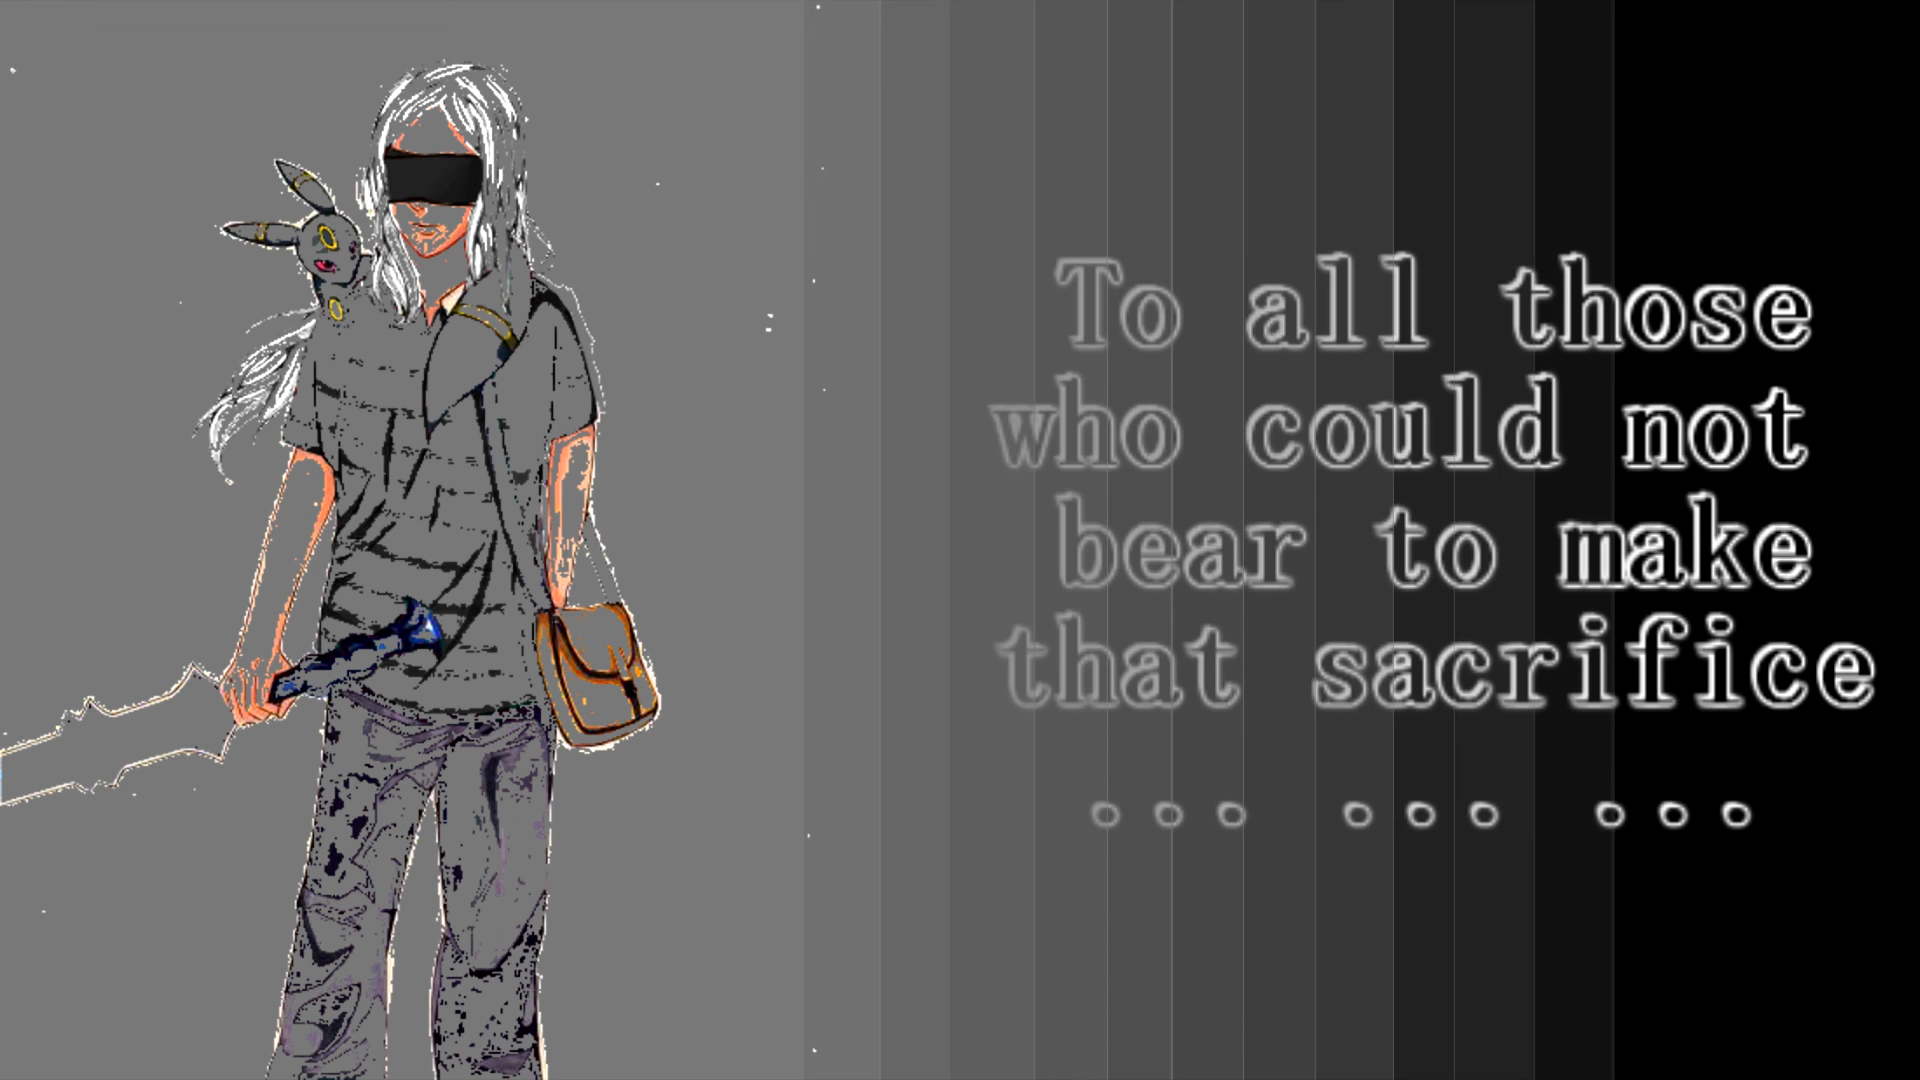 To all those
who could not
bear to make
that sacrifice
... ... ...